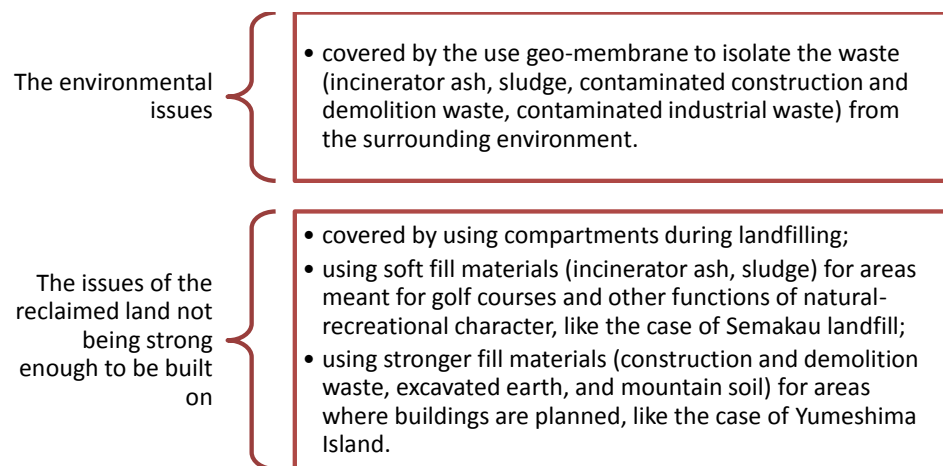 The environmental
issues
• covered by the use geo-membrane to isolate the waste
(incinerator ash, sludge, contaminated construction and
demolition waste, contaminated industrial waste) from
the surrounding environment.
The issues of the
reclaimed land not
being strong
enough to be built
on
• covered by using compartments during landfilling;
• using soft fill materials (incinerator ash, sludge) for areas
meant for golf courses and other functions of natural-
recreational character, like the case of Semakau landfill;
• using stronger fill materials (construction and demolition
waste, excavated earth, and mountain soil) for areas
where buildings are planned, like the case of Yumeshima
Island.